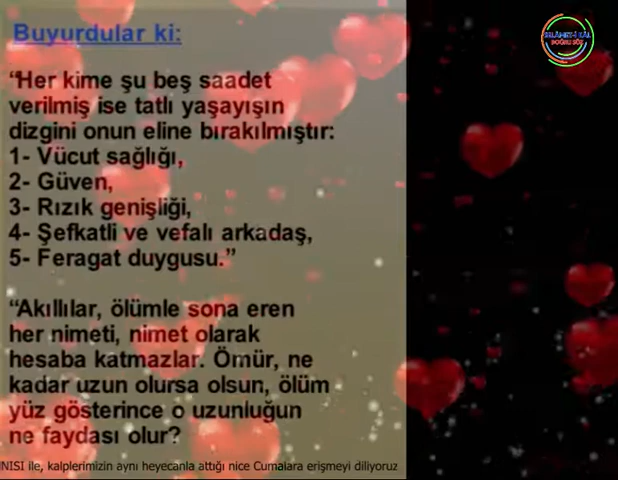 Buyurdular ki:
“Her kime şu beş saadet
verilmiş ise tatlı yaşayışın
dizgini onun eline bırakılmıştır:
1- Vücut sağlığı,
2- Güven,
3- Rızık genişliği,
4- Şefkatli ve vefalı arkadaş,
5- Feragat duygusu.”
“Akıllılar, ölümle sona eren
her nimeti, nimet olarak
hesaba katmazlar. Ömür, ne
kadar uzun olursa olsun, ölüm
yüz gösterince o uzunluğun
ne faydası olur?
NISI ile, kalplerimizin aynı heyecanla attığı nice Cumalara erişmeyi diliyoruz
DOĞRU SÖZ